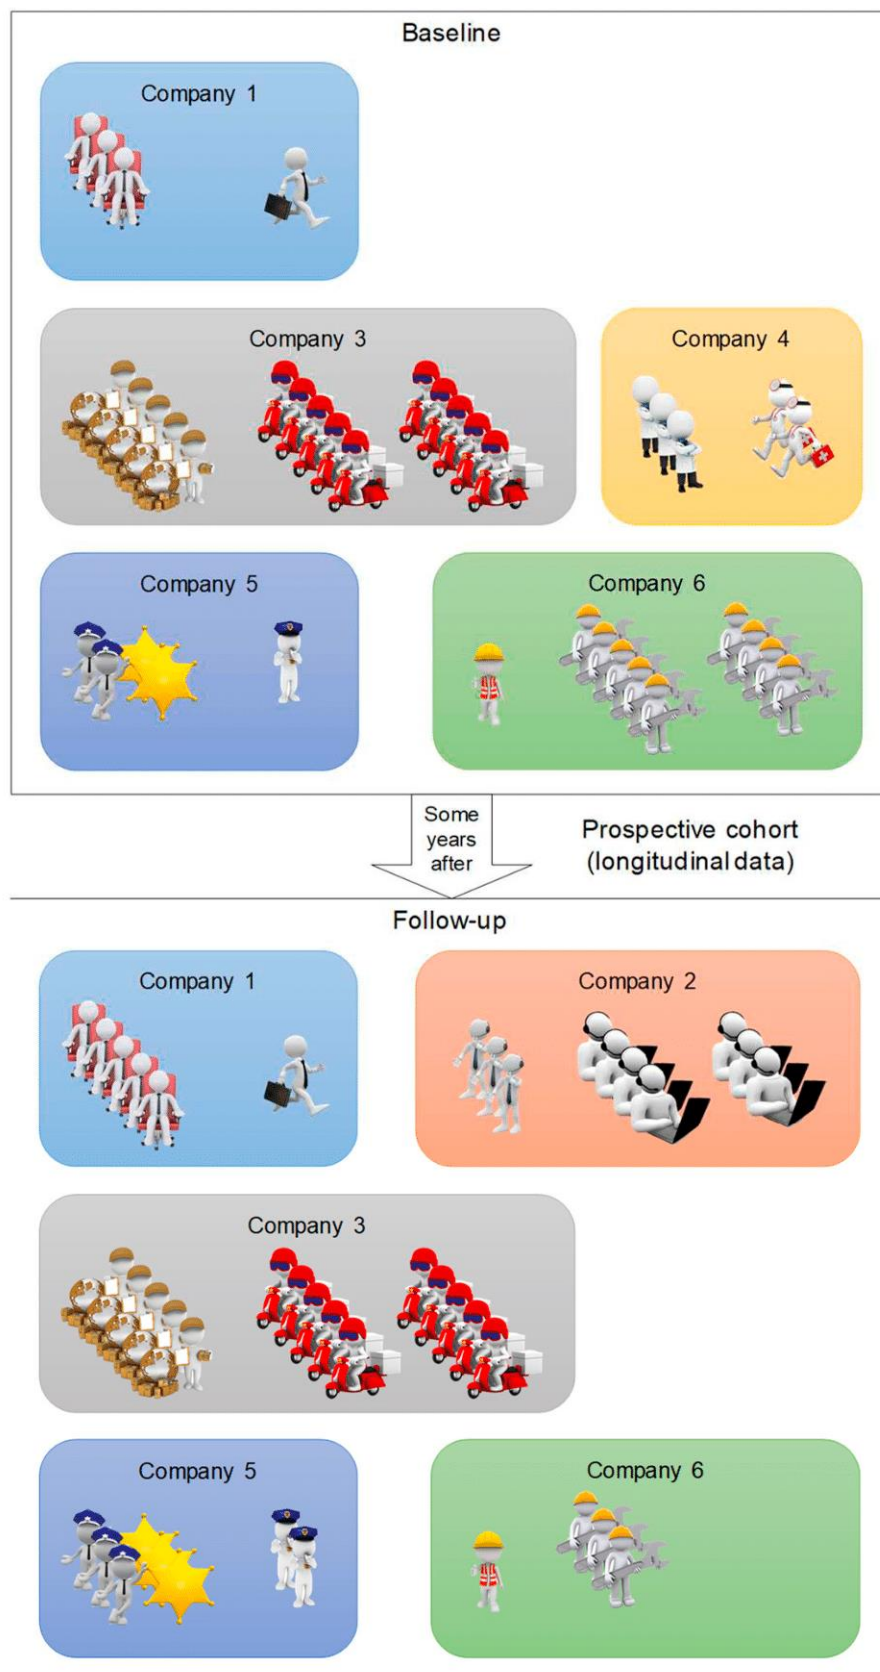 Baseline
Company 1
Company 3
Company 4
Company 5
Company 6
Some
years
after
Prospective cohort
(longitudinal data)
Follow-up
Company 1
Company 2
Company 3
Company 5
Company 6